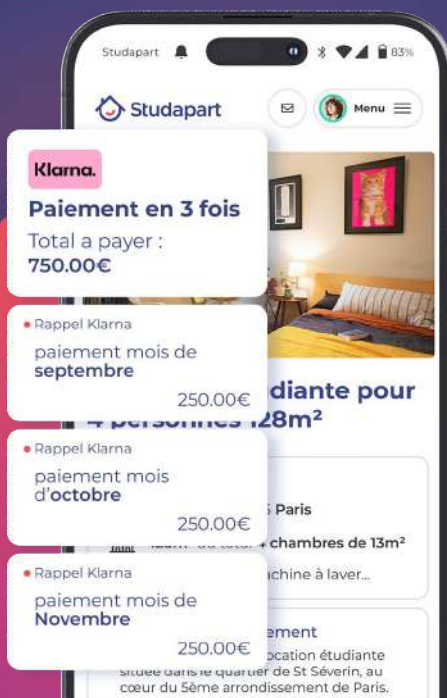 Studapart
83%
Studapart
Menu
Klarna.
Paiement en 3 fois
Total a payer :
750.00€
Rappel Klarna
paiement mois de
septembre
250.00€
diante pour
4 personnes 128m²
Rappel Klarna
paiement mois
d'octobre
250.00€
Paris
4 chambres de 13m²
achine à laver...
Rappel Klarna
paiement mois de
Novembre
250.00€
ement
ocation étudiante
située dans le quartier de St Séverin, au
cœur du 5ème arrondissement de Paris.